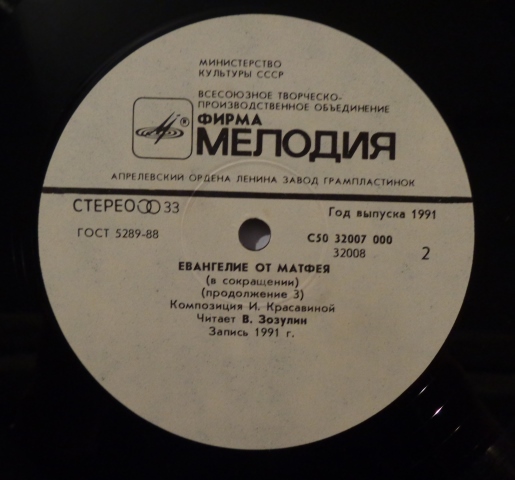 МИНИСТЕРСТВО
КУЛЬТУРЫ СССР
ВСЕСОЮЗНОЕ ТВОРЧЕСКО-
ПРОИЗВОДСТВЕННОЕ ОБЪЕДИНЕНИЕ
®
ФИРМА
МЕЛОДИЯ
АПРЕЛЕВСКИЙ ОРДЕНА ЛЕНИНА ЗАВОД ГРАМПЛАСТИНОК
СТЕРЕО 33
Год выпуска 1991
ГОСТ 5289-88
С50 32007 000
32008
2
ЕВАНГЕЛИЕ ОТ МАТФЕЯ
(в сокращении)
(продолжение 3)
Композиция И. Красавиной
Читает В. Зозулин
Запись 1991 г.